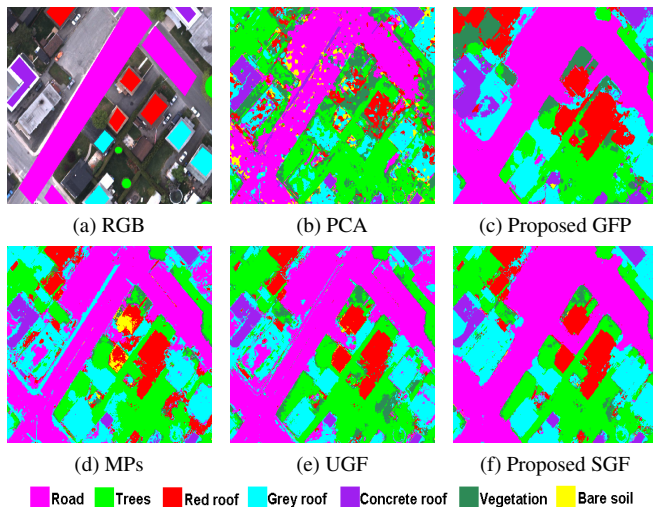 (a) RGB (b) PCA (c) Proposed GFP
(d) MPs (e) UGF (f) Proposed SGF
Road Trees Red roof Grey roof Concrete roof Vegetation Bare soil